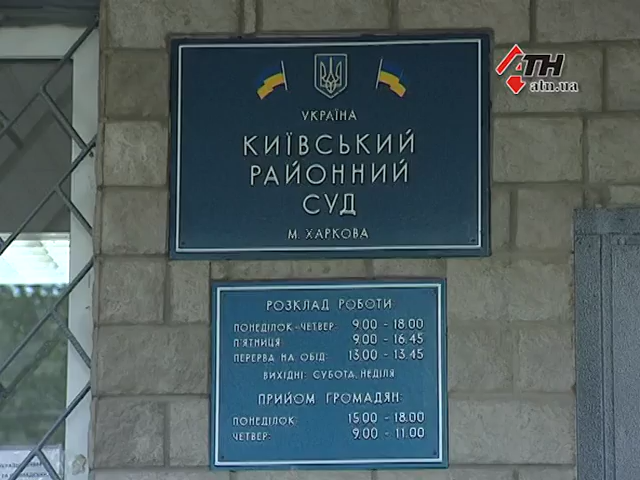 АТН
atn.ua
УКРАЇНА
КИЇВСЬКИЙ
РАЙОННИЙ
СУД
М. ХАРКОВА
РОЗКЛАД РОБОТИ:
ПОНЕДІЛОК-ЧЕТВЕР: 9.00 - 18.00
П'ЯТНИЦЯ: 9.00 - 16.45
ПЕРЕРВА НА ОБІД: 13.00 - 13.45
ВИХІДНІ: СУБОТА, НЕДІЛЯ
ПРИЙОМ ГРОМАДЯН:
ПОНЕДІЛОК: 15.00 - 18.00
ЧЕТВЕР: 9.00 - 11.00